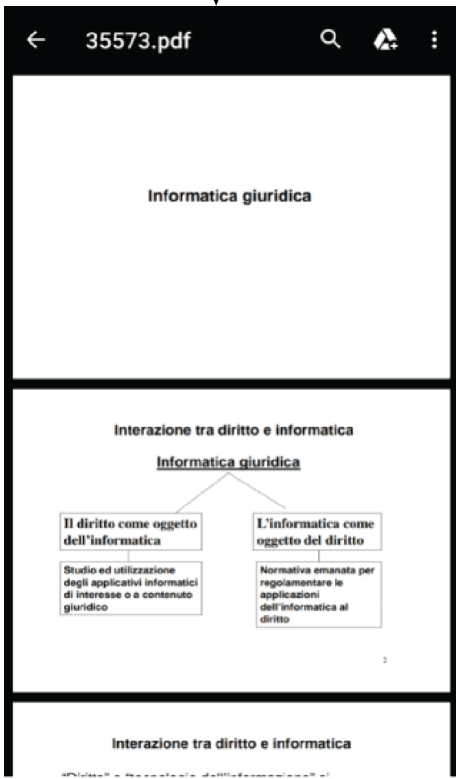 35573.pdf
Informatica giuridica
Interazione tra diritto e informatica
Informatica giuridica
Il diritto come oggetto
dell'informatica
Studio ed utilizzazione
degli applicativi informatici
di interesse o a contenuto
giuridico
L'informatica come
oggetto del diritto
Normativa emanata per
regolamentare le
applicazioni
dell'informatica al
diritto
2
Interazione tra diritto e informatica